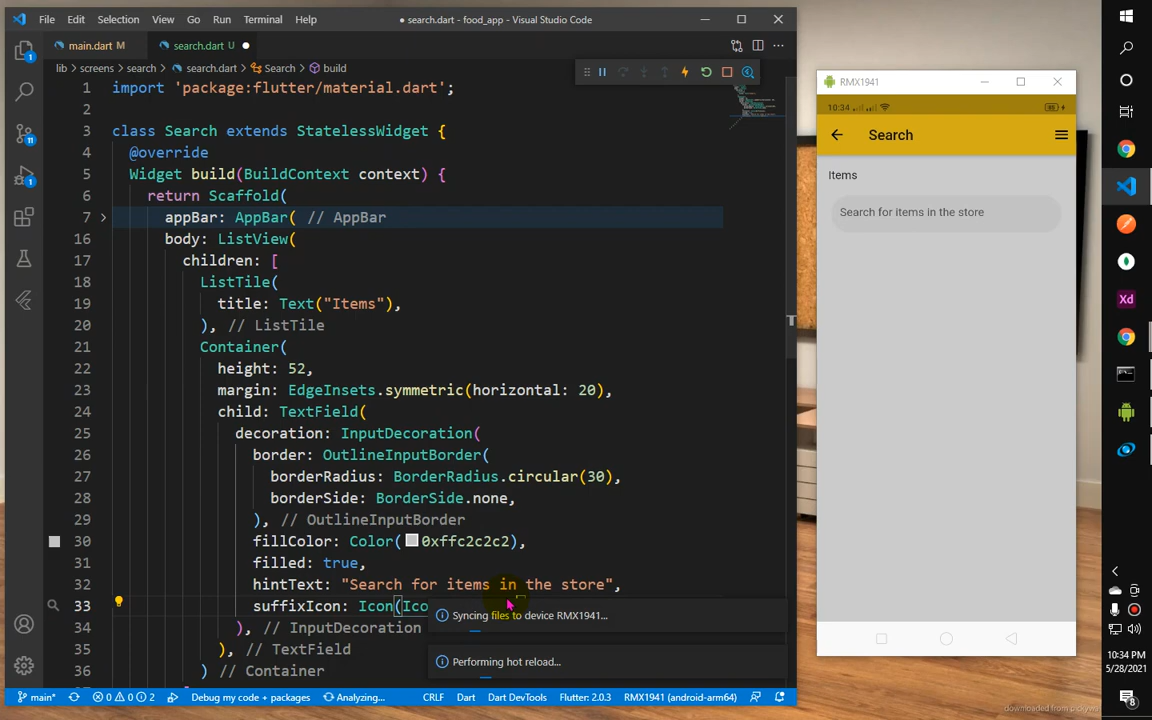 File Edit Selection View Go Run Terminal Help ● search.dart - food_app - Visual Studio Code
main.dart M search.dart U
lib > screens > search > search.dart > Search > build
1 import 'package:flutter/material.dart';
2
3 class Search extends StatelessWidget {
4 @override
5 Widget build(BuildContext context) {
6 return Scaffold(
7 appBar: AppBar( // AppBar
16 body: ListView(
17 children: [
18 ListTile(
19 title: Text("Items"),
20 ), // ListTile
21 Container(
22 height: 52,
23 margin: EdgeInsets.symmetric(horizontal: 20),
24 child: TextField(
25 decoration: InputDecoration(
26 border: OutlineInputBorder(
27 borderRadius: BorderRadius.circular(30),
28 borderSide: BorderSide.none,
29 ), // OutlineInputBorder
30 fillColor: Color(0xffc2c2c2),
31 filled: true,
32 hintText: "Search for items in the store",
33 suffixIcon: Icon(Ico
34 ), // InputDecoration
35 ), // TextField
36 ) // Container
Syncing files to device RMX1941...
Performing hot reload...
main* 0 0 2 Debug my code + packages Analyzing... CRLF Dart Dart DevTools Flutter: 2.0.3 RMX1941 (android-arm64)
1
11
1
RMX1941
10:34
Search
Items
Search for items in the store
Xd
10:34 PM
5/28/2021
8